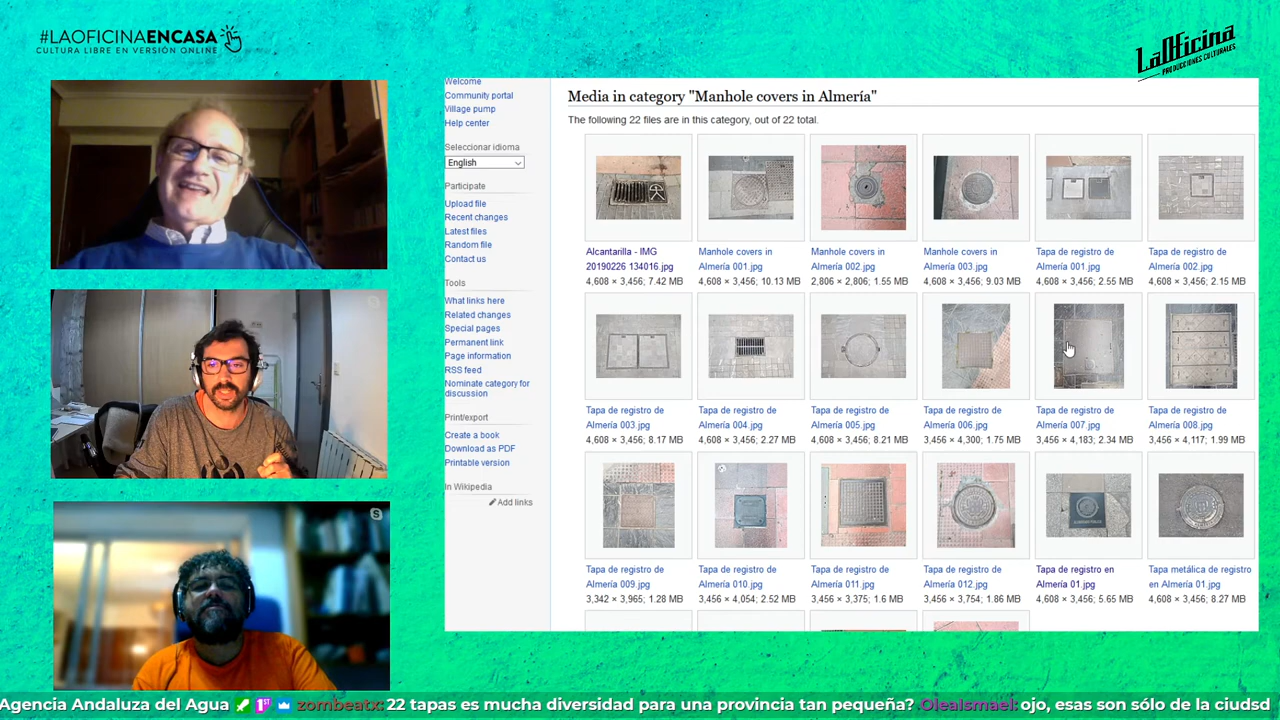 #LAOFICINAENCASA
CULTURA LIBRE EN VERSIÓN ONLINE
LaOficina
PRODUCCIONES CULTURALES
Welcome
Community portal
Village pump
Help center
Seleccionar idioma
English
Participate
Upload file
Recent changes
Latest files
Random file
Contact us
Tools
What links here
Related changes
Special pages
Permanent link
Page information
RSS feed
Nominate category for
discussion
Print/export
Create a book
Download as PDF
Printable version
In Wikipedia
Add links
Media in category "Manhole covers in Almería"
The following 22 files are in this category, out of 22 total.
Alcantarilla - IMG
20190226 134016.jpg
4,608 × 3,456; 7.42 MB
Manhole covers in
Almería 001.jpg
4,608 × 3,456; 10.13 MB
Manhole covers in
Almería 002.jpg
2,806 × 2,806; 1.55 MB
Manhole covers in
Almería 003.jpg
4,608 × 3,456; 9.03 MB
Tapa de registro de
Almería 001.jpg
4,608 × 3,456; 2.55 MB
Tapa de registro de
Almería 002.jpg
4,608 × 3,456; 2.15 MB
Tapa de registro de
Almería 003.jpg
4,608 × 3,456; 8.17 MB
Tapa de registro de
Almería 004.jpg
4,608 × 3,456; 2.27 MB
Tapa de registro de
Almería 005.jpg
4,608 × 3,456; 8.21 MB
Tapa de registro de
Almería 006.jpg
3,456 × 4,300; 1.75 MB
Tapa de registro de
Almería 007.jpg
3,456 × 4,183; 2.34 MB
Tapa de registro de
Almería 008.jpg
3,456 × 4,117; 1.99 MB
Tapa de registro de
Almería 009.jpg
3,342 × 3,965; 1.28 MB
Tapa de registro de
Almería 010.jpg
3,456 × 4,054; 2.52 MB
Tapa de registro de
Almería 011.jpg
3,456 × 3,375; 1.6 MB
Tapa de registro de
Almería 012.jpg
3,456 × 3,754; 1.86 MB
Tapa de registro en
Almería 01.jpg
4,608 × 3,456; 5.65 MB
Tapa metálica de registro
en Almería 01.jpg
4,608 × 3,456; 8.27 MB
Agencia Andaluza del Agua zombeatx: 22 tapas es mucha diversidad para una provincia tan pequeña? OleaIsmael: ojo, esas son sólo de la ciudsd